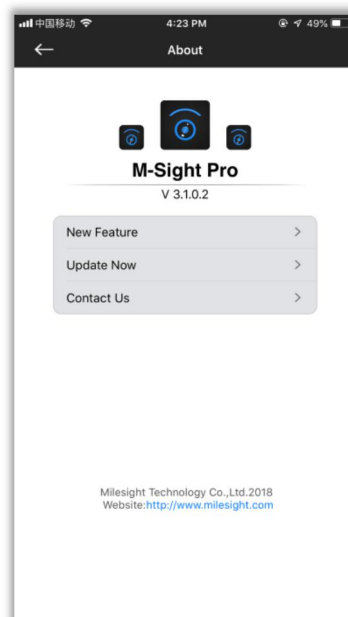 中国移动 4:23 PM 49%
About
M-Sight Pro
V 3.1.0.2
New Feature
Update Now
Contact Us
Milesight Technology Co.,Ltd.2018
Website:http://www.milesight.com